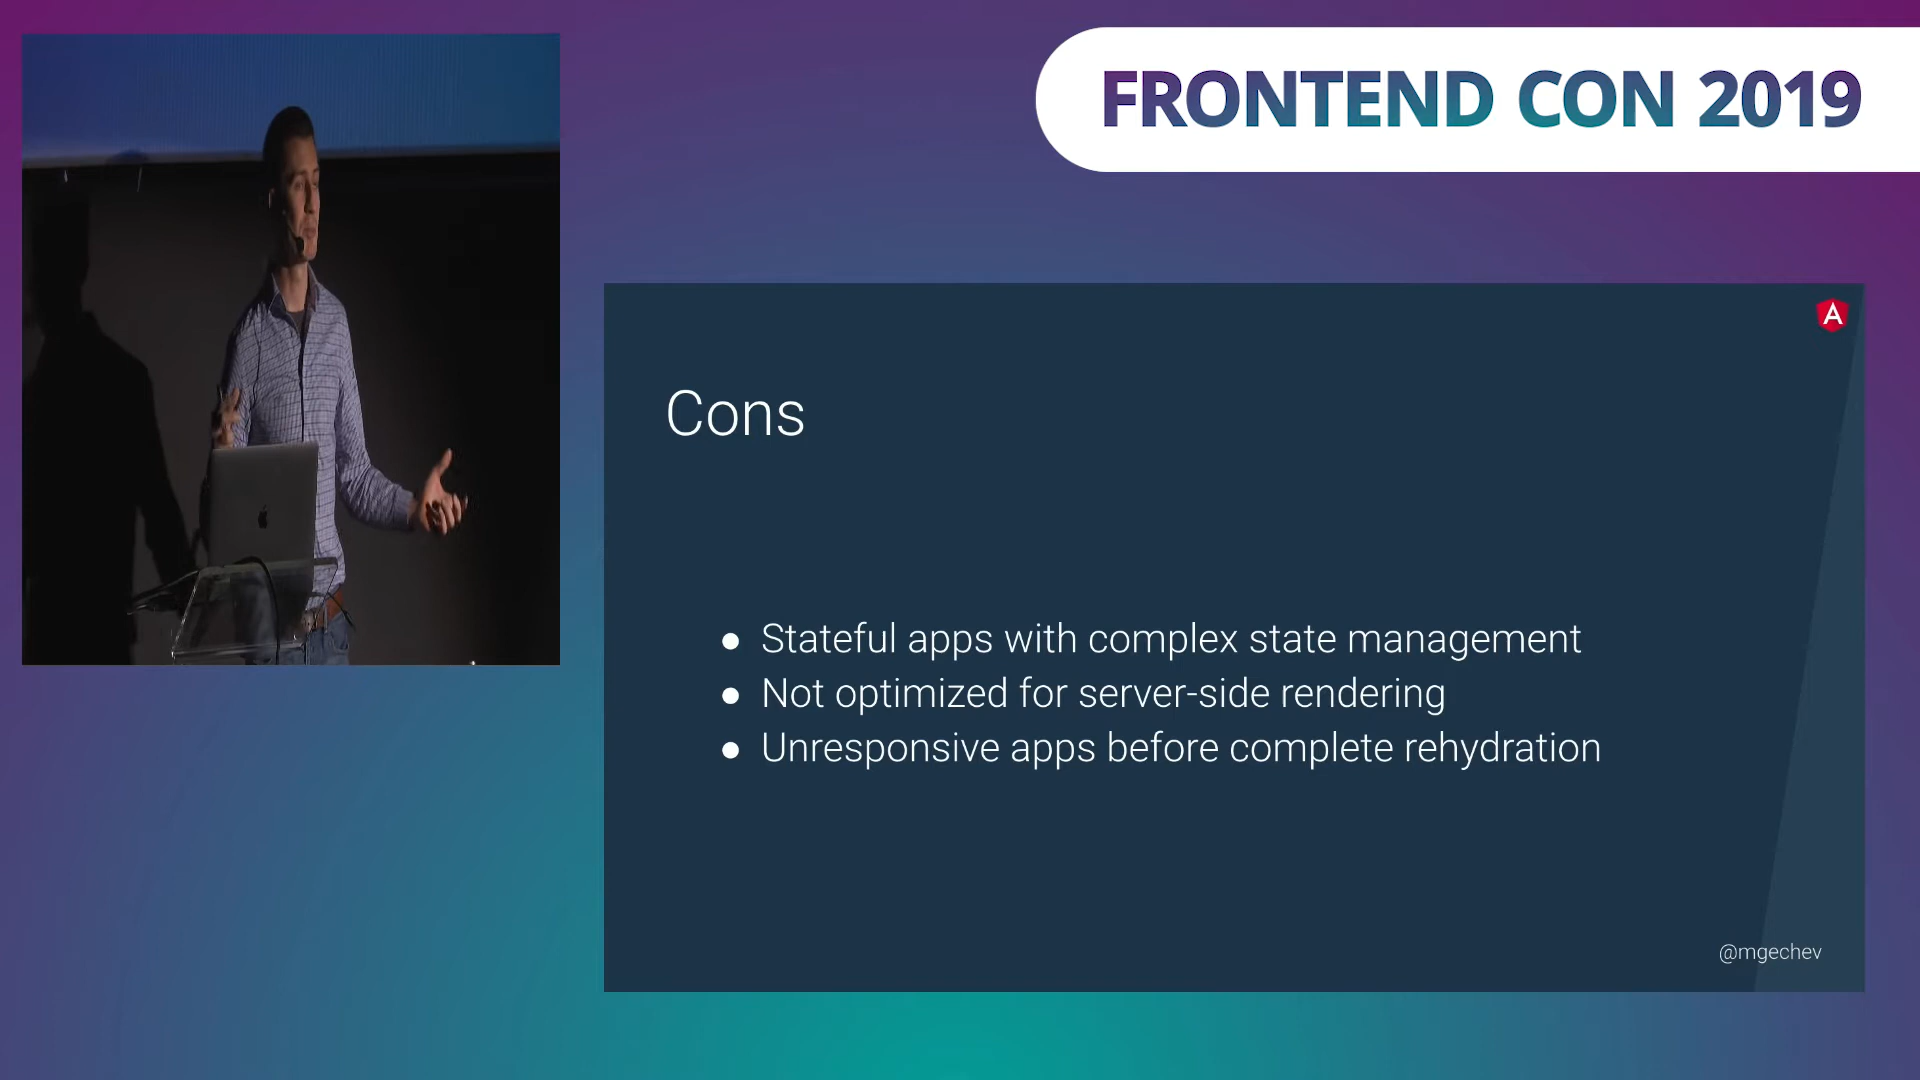 FRONTEND CON 2019
Cons
● Stateful apps with complex state management
● Not optimized for server-side rendering
● Unresponsive apps before complete rehydration
@mgechev